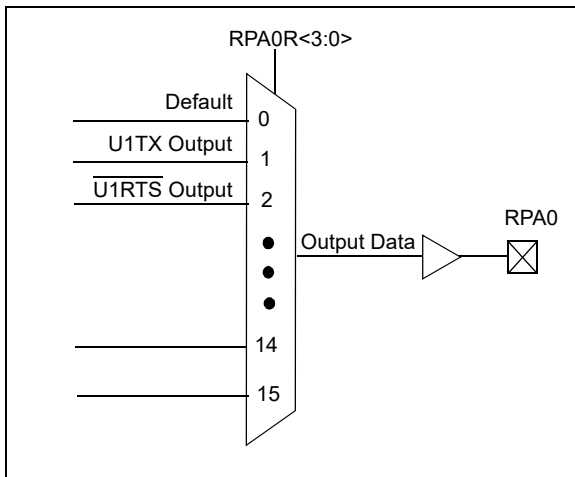 RPA0R<3:0>
Default
0
U1TX Output
1
U1RTS Output
2
RPA0
Output Data
14
15